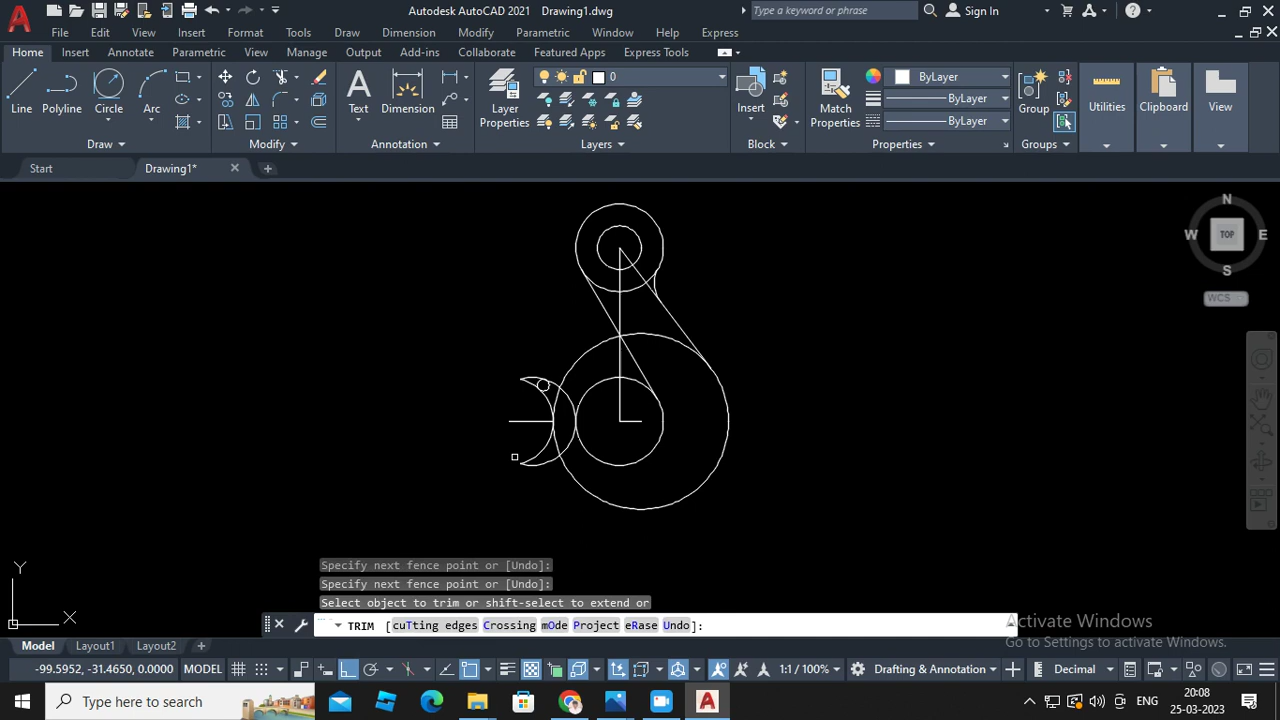 Autodesk AutoCAD 2021 Drawing1.dwg
Type a keyword or phrase
Sign In
File Edit View Insert Format Tools Draw Dimension Modify Parametric Window Help Express
Home Insert Annotate Parametric View Manage Output Add-ins Collaborate Featured Apps Express Tools
0
ByLayer
ByLayer
ByLayer
Line Polyline Circle Arc
Text Dimension
Layer Properties
Insert
Match Properties
Group
Utilities
Clipboard
View
Draw Modify Annotation Layers Block Properties Groups
Start Drawing1*
N
W TOP E
S
WCS
Specify next fence point or [Undo]:
Specify next fence point or [Undo]:
Select object to trim or shift-select to extend or
TRIM [cuTting edges Crossing mOde Project eRase Undo]:
Y
X
Activate Windows
Go to Settings to activate Windows.
Model Layout1 Layout2
-99.5952, -31.4650, 0.0000 MODEL 1:1 / 100% Drafting & Annotation Decimal
Type here to search
ENG
20:08
25-03-2023